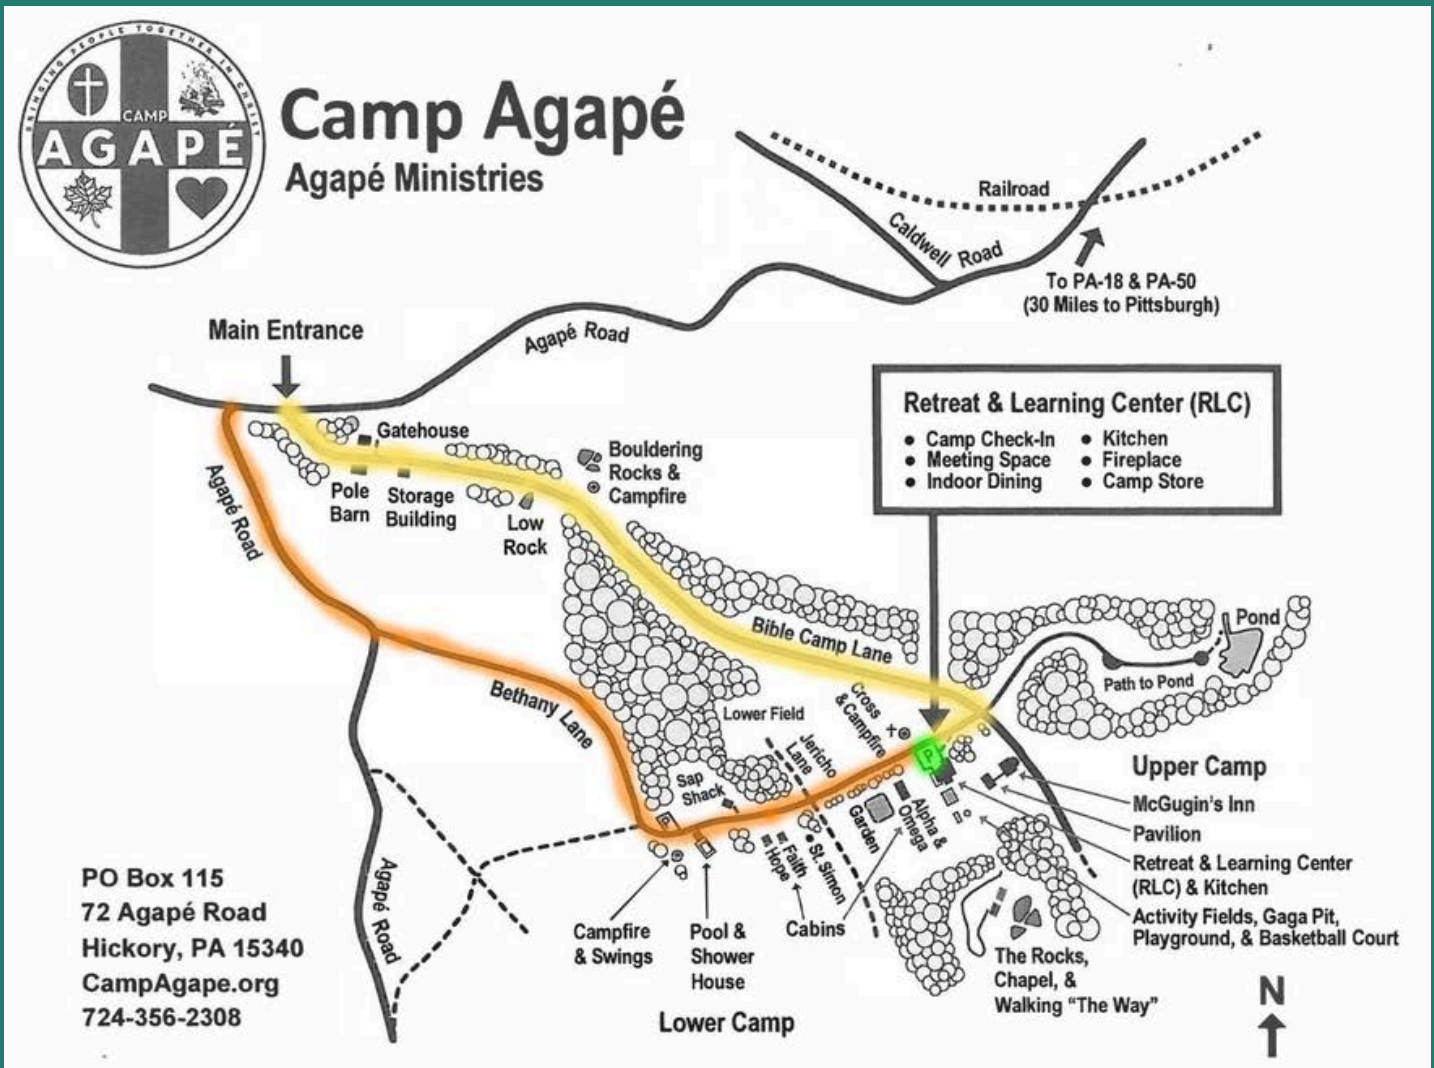 BRINGING PEOPLE TOGETHER IN CHRIST
CAMP
AGAPÉ
Camp Agapé
Agapé Ministries
Railroad
Caldwell Road
To PA-18 & PA-50
(30 Miles to Pittsburgh)
Main Entrance
Agapé Road
Retreat & Learning Center (RLC)
• Camp Check-In
• Meeting Space
• Indoor Dining
• Kitchen
• Fireplace
• Camp Store
Gatehouse
Bouldering
Rocks &
Campfire
Pole
Barn
Storage
Building
Low
Rock
Agapé Road
Bible Camp Lane
Pond
Path to Pond
Bethany Lane
Lower Field
Cross
& Campfire
Jericho
Lane
Sap
Shack
P
P
Garden
Alpha &
Omega
Hope
Faith
St. Simon
Upper Camp
McGugin's Inn
Pavilion
Retreat & Learning Center
(RLC) & Kitchen
Activity Fields, Gaga Pit,
Playground, & Basketball Court
Agapé Road
Campfire
& Swings
Pool &
Shower
House
Cabins
The Rocks,
Chapel, &
Walking "The Way"
Lower Camp
PO Box 115
72 Agapé Road
Hickory, PA 15340
CampAgape.org
724-356-2308
N